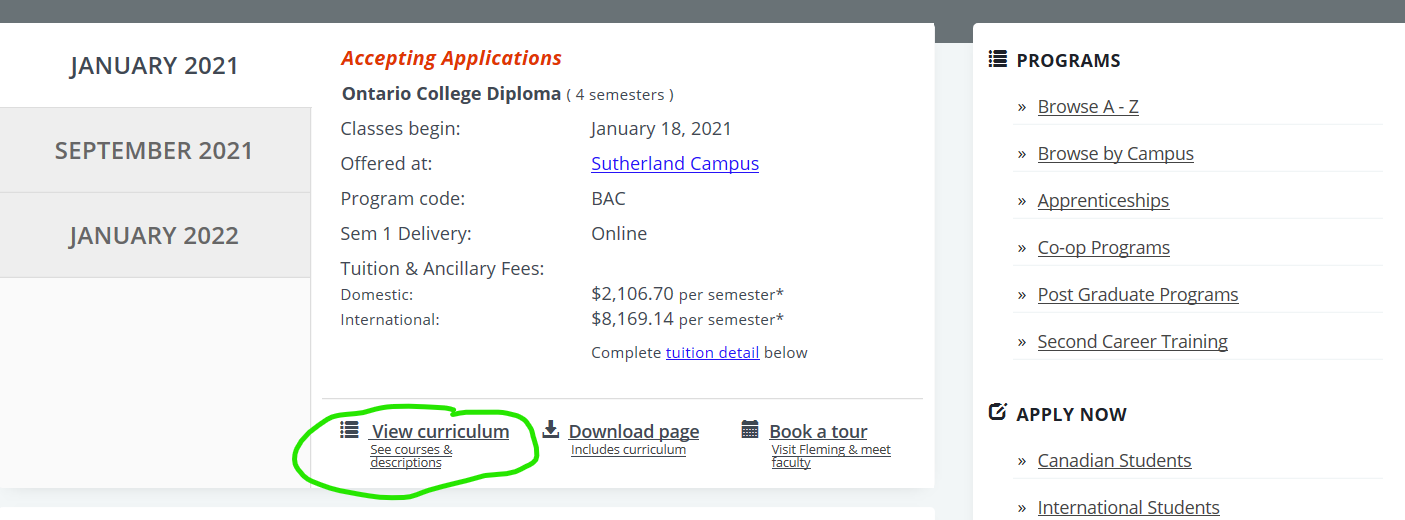 JANUARY 2021
SEPTEMBER 2021
JANUARY 2022
Accepting Applications
Ontario College Diploma ( 4 semesters )
Classes begin: January 18, 2021
Offered at: Sutherland Campus
Program code: BAC
Sem 1 Delivery: Online
Tuition & Ancillary Fees:
Domestic: $2,106.70 per semester*
International: $8,169.14 per semester*
Complete tuition detail below
View curriculum
See courses &
descriptions
Download page
Includes curriculum
Book a tour
Visit Fleming & meet
faculty
PROGRAMS
» Browse A - Z
» Browse by Campus
» Apprenticeships
» Co-op Programs
» Post Graduate Programs
» Second Career Training
APPLY NOW
» Canadian Students
» International Students